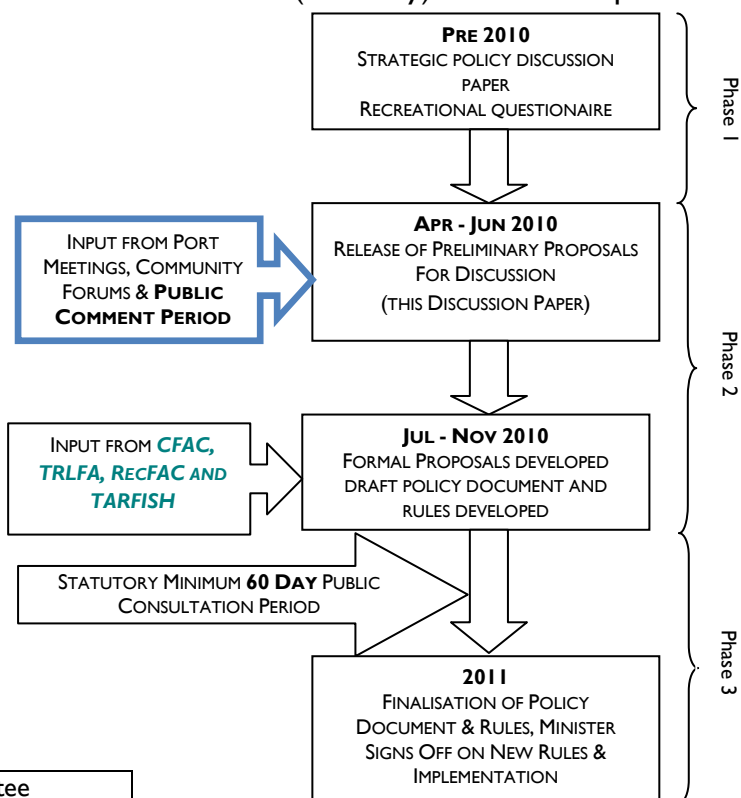 PRE 2010
STRATEGIC POLICY DISCUSSION
PAPER
RECREATIONAL QUESTIONAIRE
Phase 1
APR - JUN 2010
RELEASE OF PRELIMINARY PROPOSALS
FOR DISCUSSION
(THIS DISCUSSION PAPER)
INPUT FROM PORT
MEETINGS, COMMUNITY
FORUMS & PUBLIC
COMMENT PERIOD
Phase 2
JUL - NOV 2010
FORMAL PROPOSALS DEVELOPED
DRAFT POLICY DOCUMENT AND
RULES DEVELOPED
INPUT FROM CFAC,
TRLFA, RECFAC AND
TARFISH
STATUTORY MINIMUM 60 DAY PUBLIC
CONSULTATION PERIOD
Phase 3
2011
FINALISATION OF POLICY
DOCUMENT & RULES, MINISTER
SIGNS OFF ON NEW RULES &
IMPLEMENTATION
tee